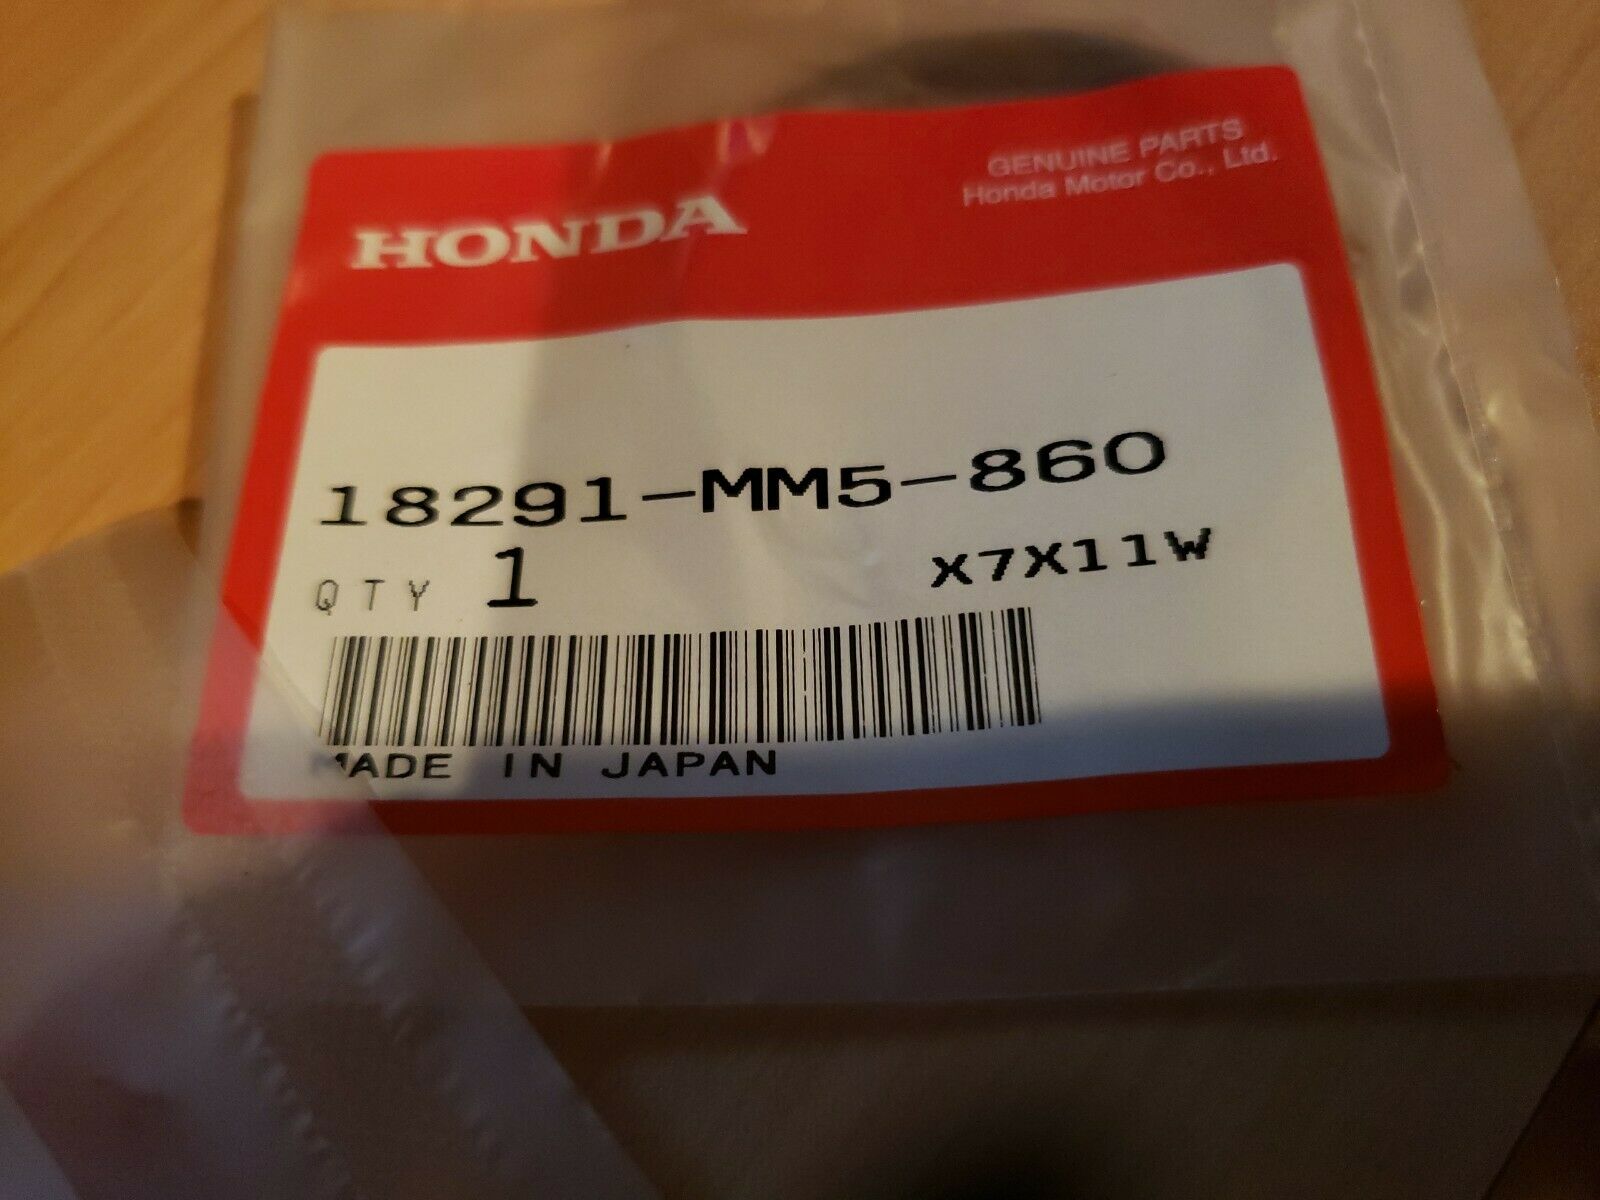 HONDA
GENUINE PARTS
Honda Motor Co., Ltd.
18291-MM5-860
QTY 1 X7X11W
MADE IN JAPAN